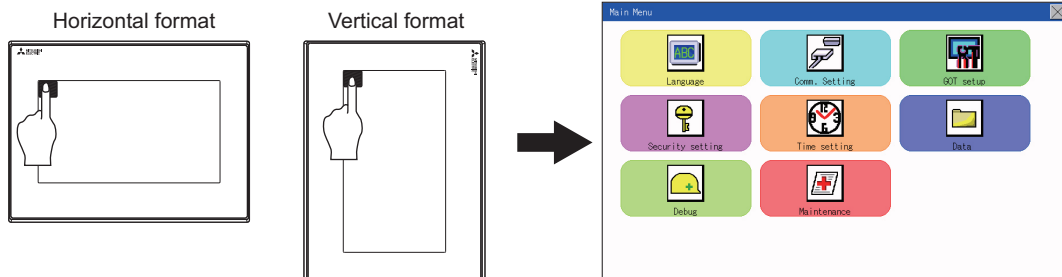 Horizontal format
Vertical format
Main Menu
ABC
Language
Comm. Setting
GOT setup
Security setting
Time setting
Data
Debug
Maintenance